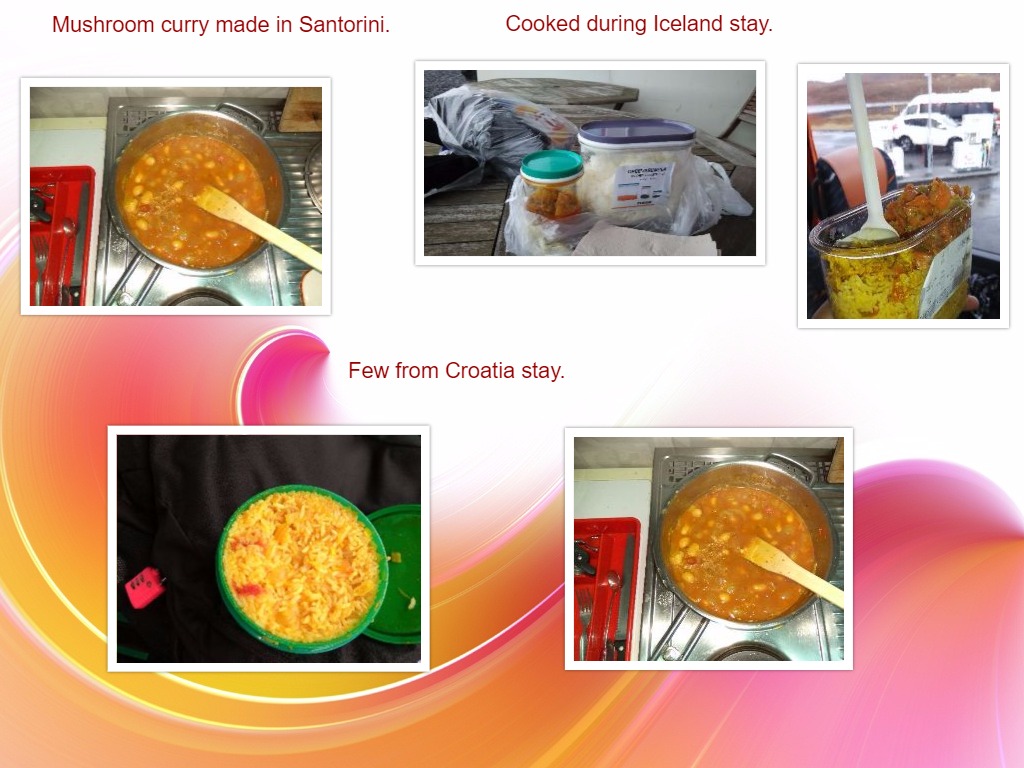 Mushroom curry made in Santorini.
Cooked during Iceland stay.
Few from Croatia stay.